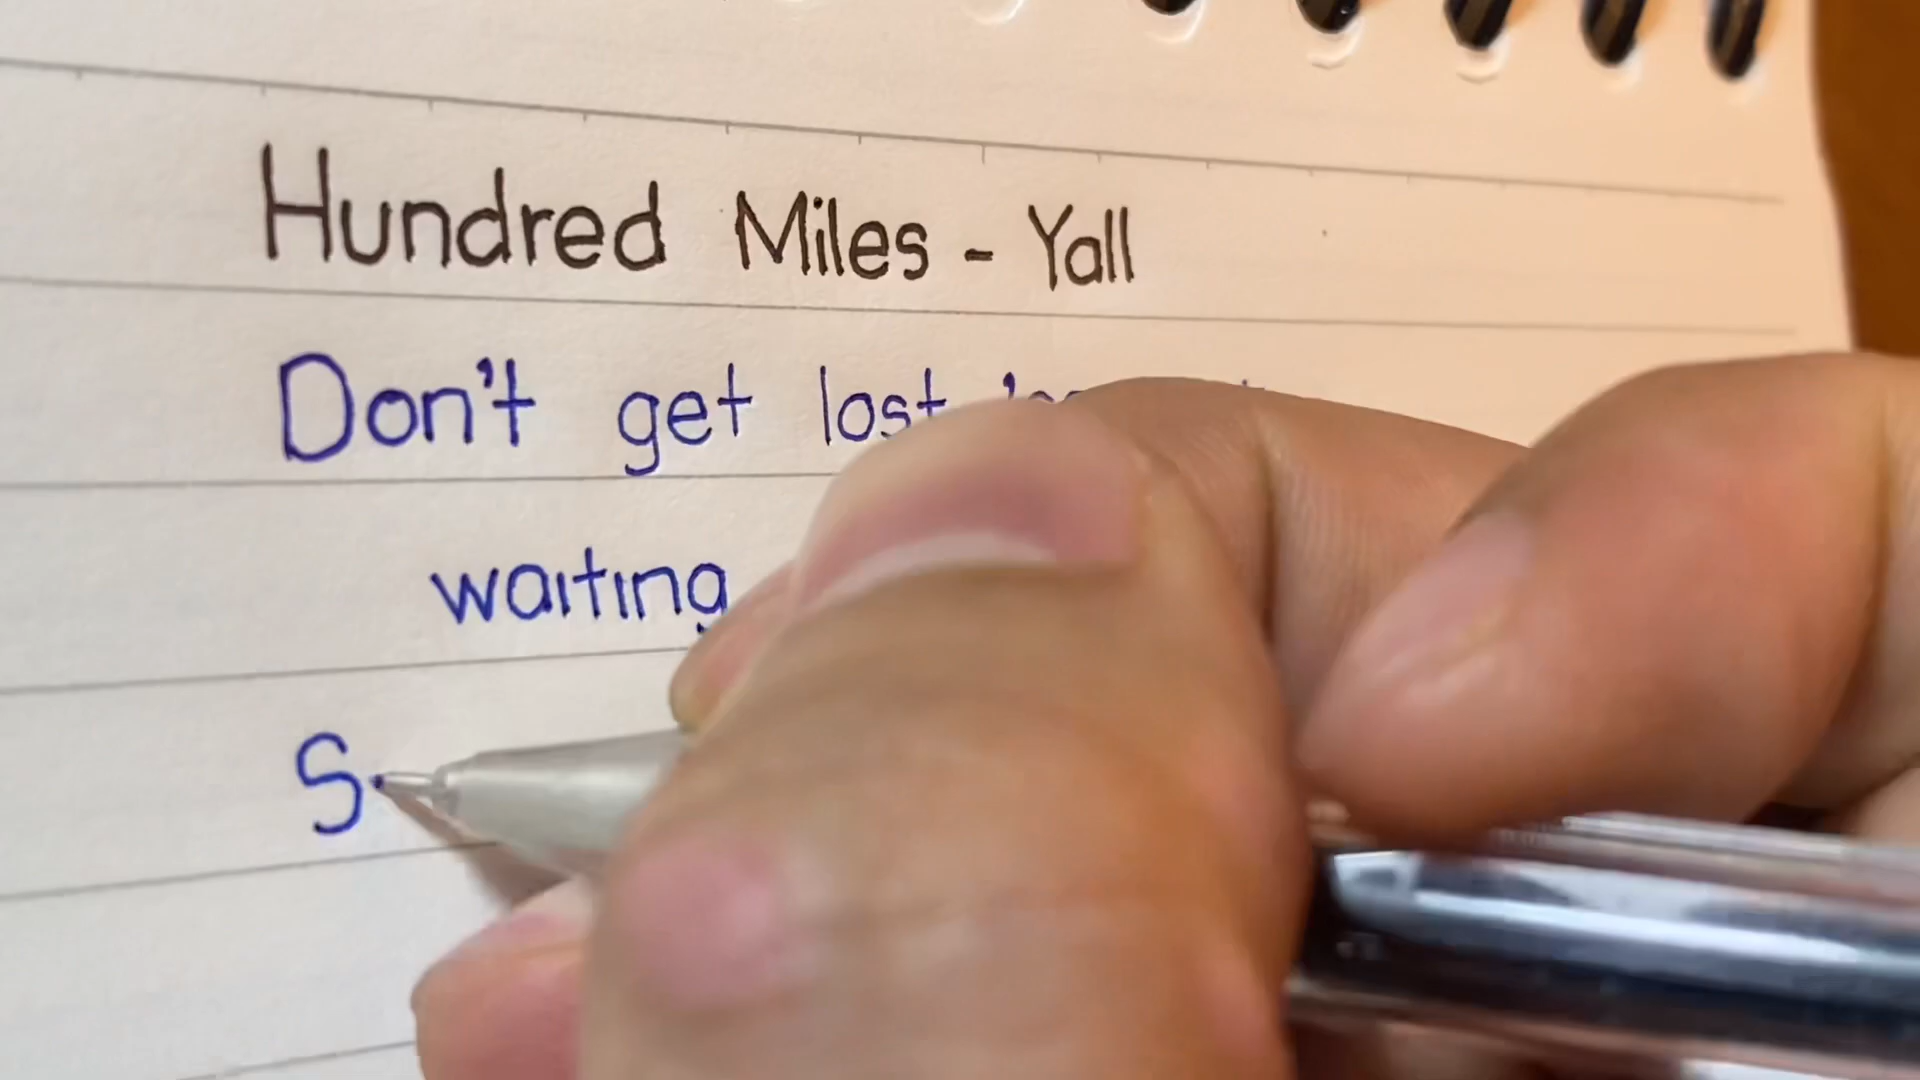 Hundred Miles - Yall
Don't get lost
waiting
S